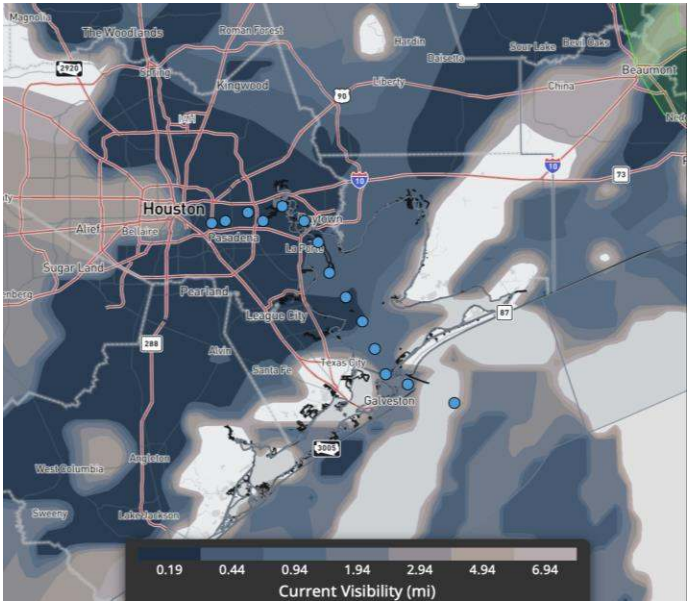 Magnolia
The Woodlands
Roman Forest
Hardin
Sour Lake
Bevil Oaks
Daisetta
2920
Spring
Beaumont
Kingwood
Liberty
China
90
10
10
73
Houston
Baytown
Alief
Bellaire
Pasadena
La Porte
Sugar Land
Pearland
87
League City
288
Alvin
Texas City
Santa Fe
Galveston
3005
West Columbia
Angleton
Sweeny
Lake Jackson
0.19 0.44 0.94 1.94 2.94 4.94 6.94
Current Visibility (mi)